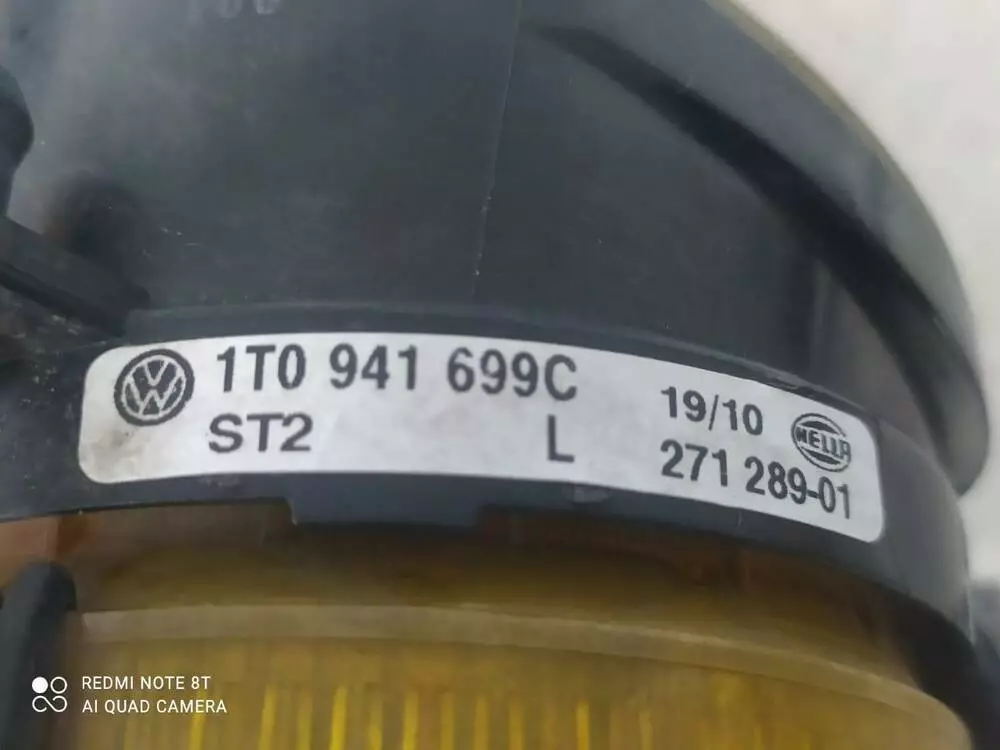 1T0 941 699C
ST2 L
19/10 HELLA
271 289-01
REDMI NOTE 8T
AI QUAD CAMERA